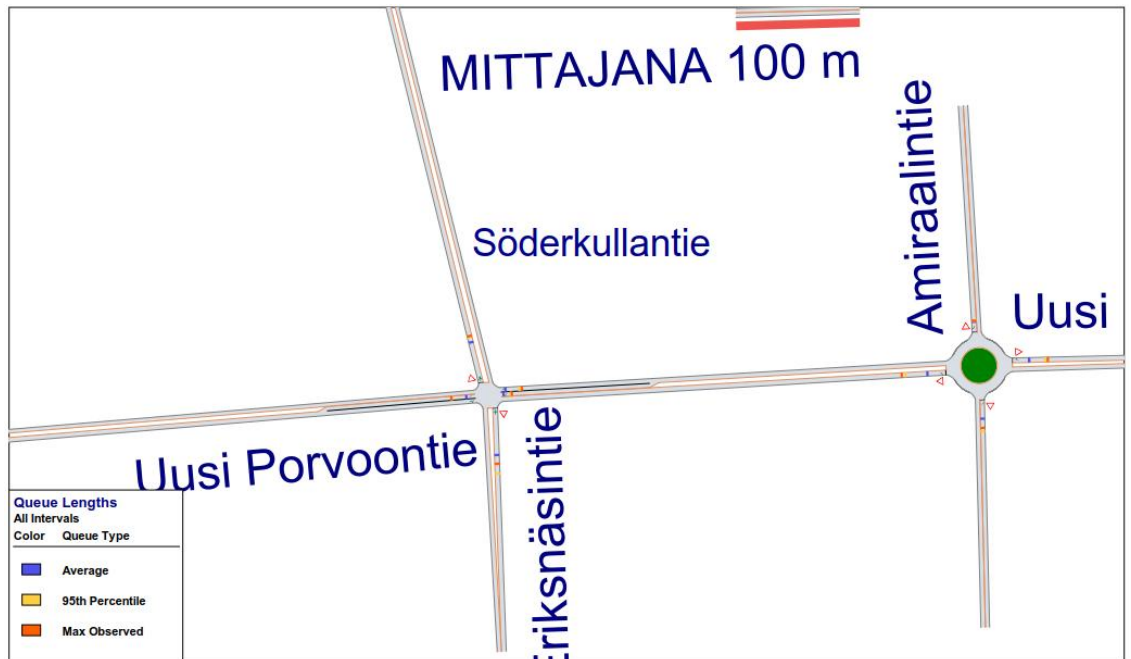 MITTAJANA 100 m
Amiraalintie
Söderkullantie
Uusi
Uusi Porvoontie
Eriksnäsintie
Queue Lengths
All Intervals
Color Queue Type
Average
95th Percentile
Max Observed